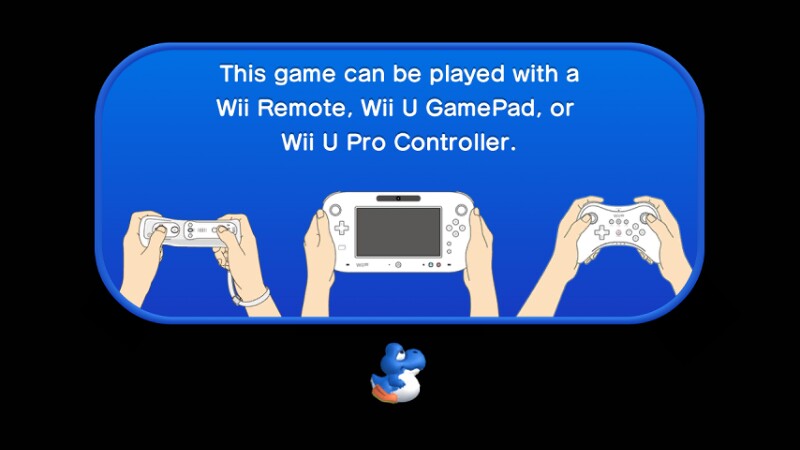 This game can be played with a
Wii Remote, Wii U GamePad, or
Wii U Pro Controller.